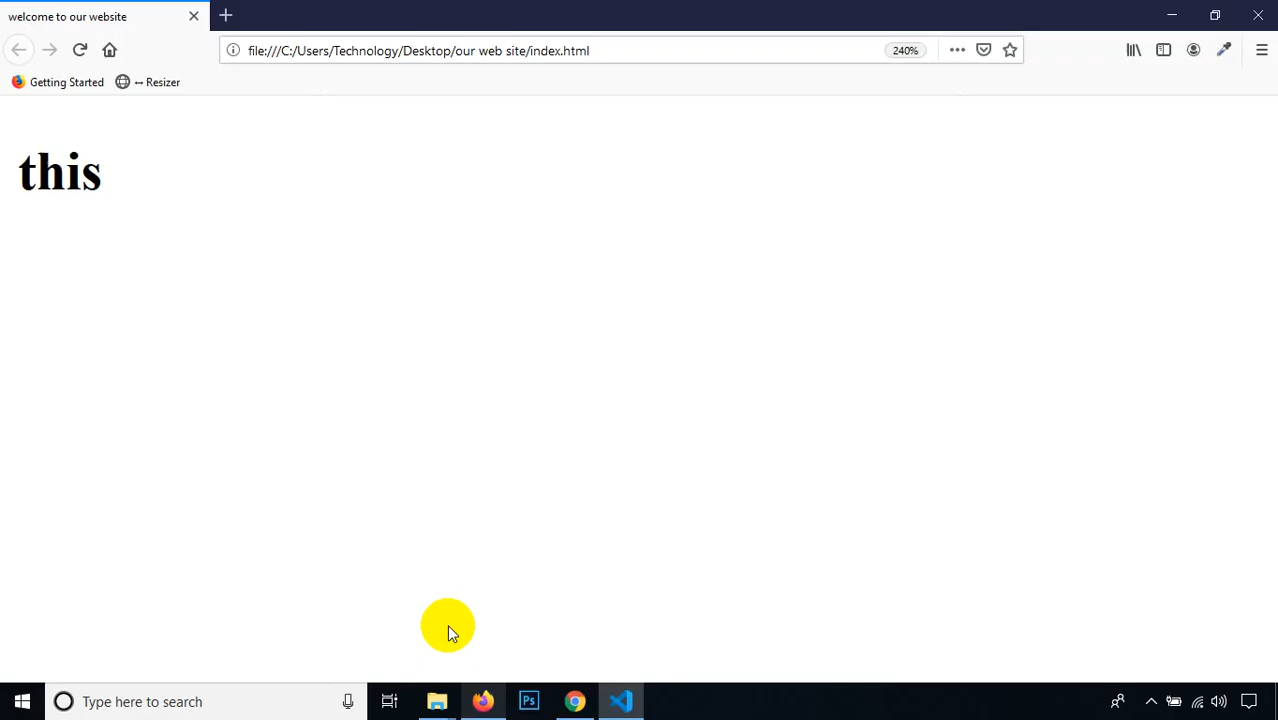 welcome to our website
file:///C:/Users/Technology/Desktop/our web site/index.html
240%
Getting Started
↔ Resizer
this
Type here to search
Ps